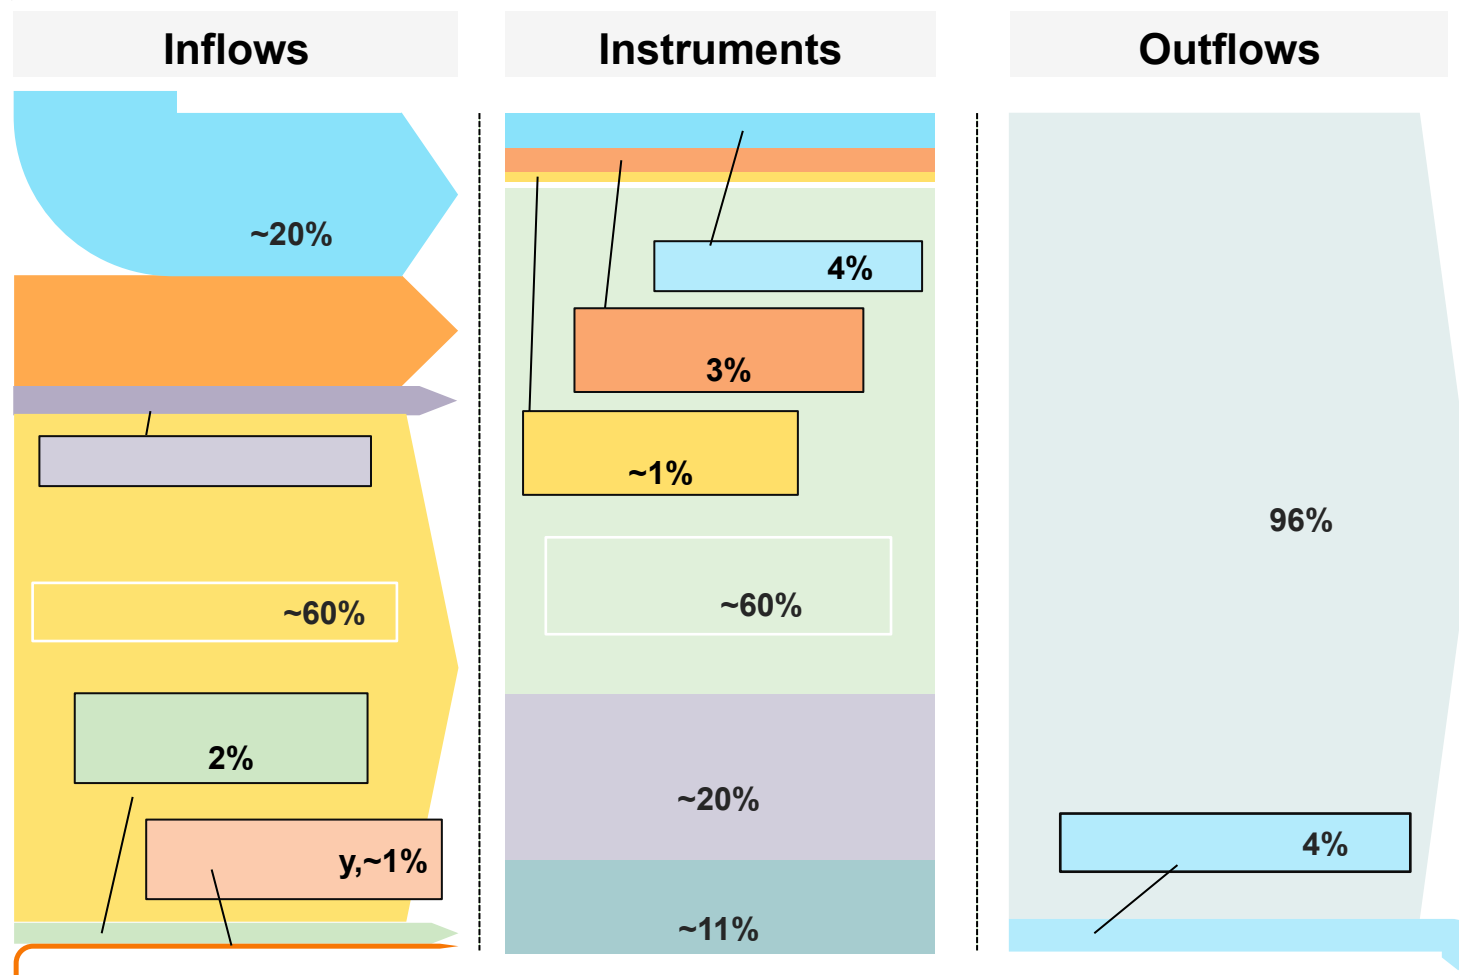 Inflows
Instruments
Outflows
~20%
~60%
2%
y,~1%
4%
3%
~1%
~60%
~20%
~11%
96%
4%